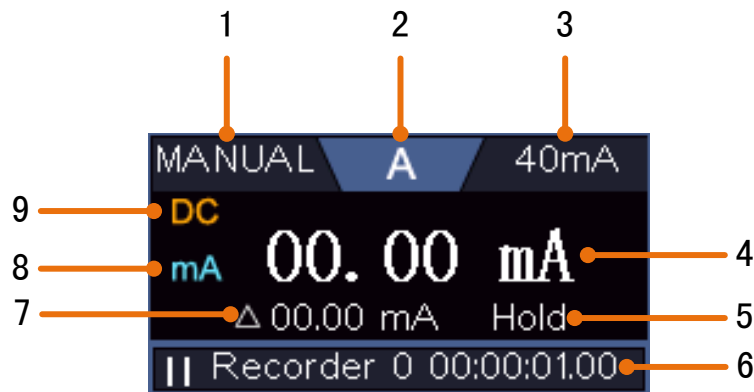 1 2 3
MANUAL A 40mA
9 DC
8 mA 00.00 mA 4
7 △ 00.00 mA Hold 5
|| Recorder 0 00:00:01.00 6